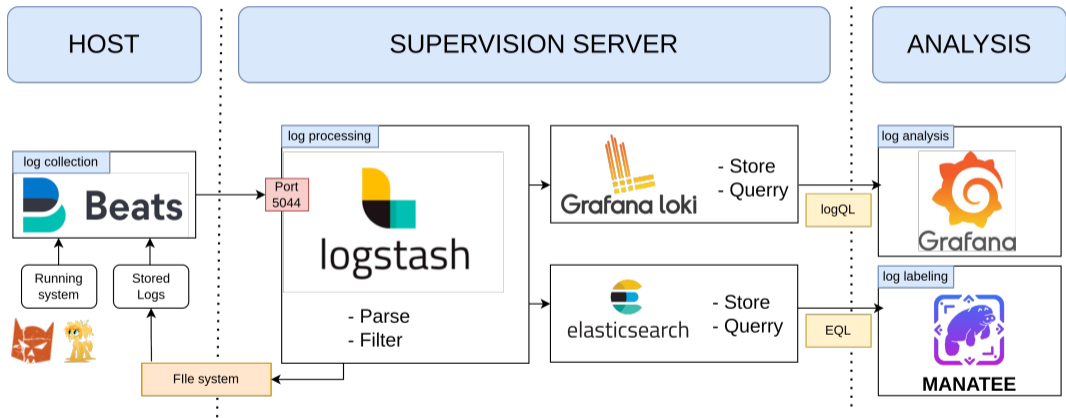 HOST
SUPERVISION SERVER
ANALYSIS
log collection
Beats
Running
system
Stored
Logs
FIle system
log processing
Port
5044
logstash
- Parse
- Filter
Grafana loki
- Store
- Querry
elasticsearch
- Store
- Querry
logQL
EQL
log analysis
Grafana
log labeling
MANATEE